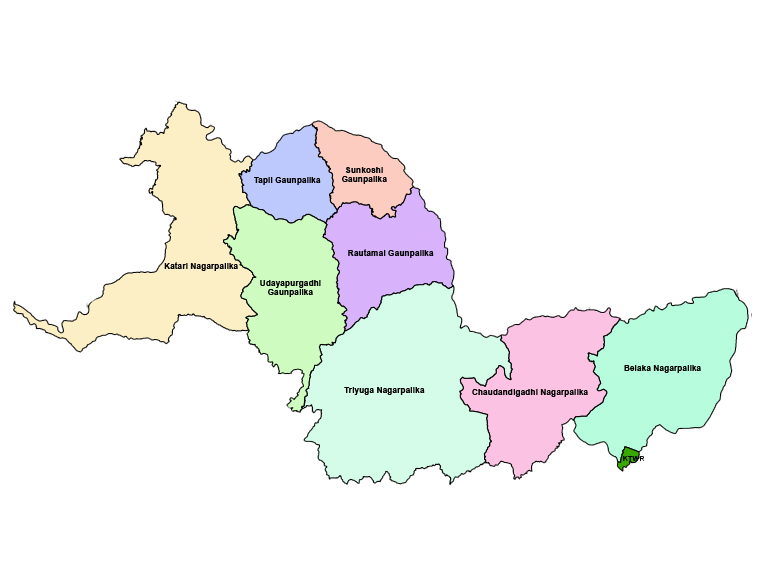 Sunkoshi
Gaunpalika
Tapli Gaunpalika
Rautamai Gaunpalika
Katari Nagarpalika
Udayapurgadhi
Gaunpalika
Belaka Nagarpalika
Triyuga Nagarpalika
Chaudandigadhi Nagarpalika
KTWR